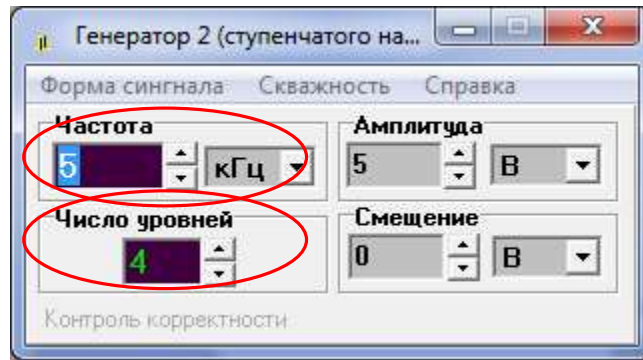 Генератор 2 (ступенчатого на...
Форма сингнала Скважность Справка
Частота Амплитуда
5 кГц 5 В
Число уровней Смещение
4 0 В
Контроль корректности